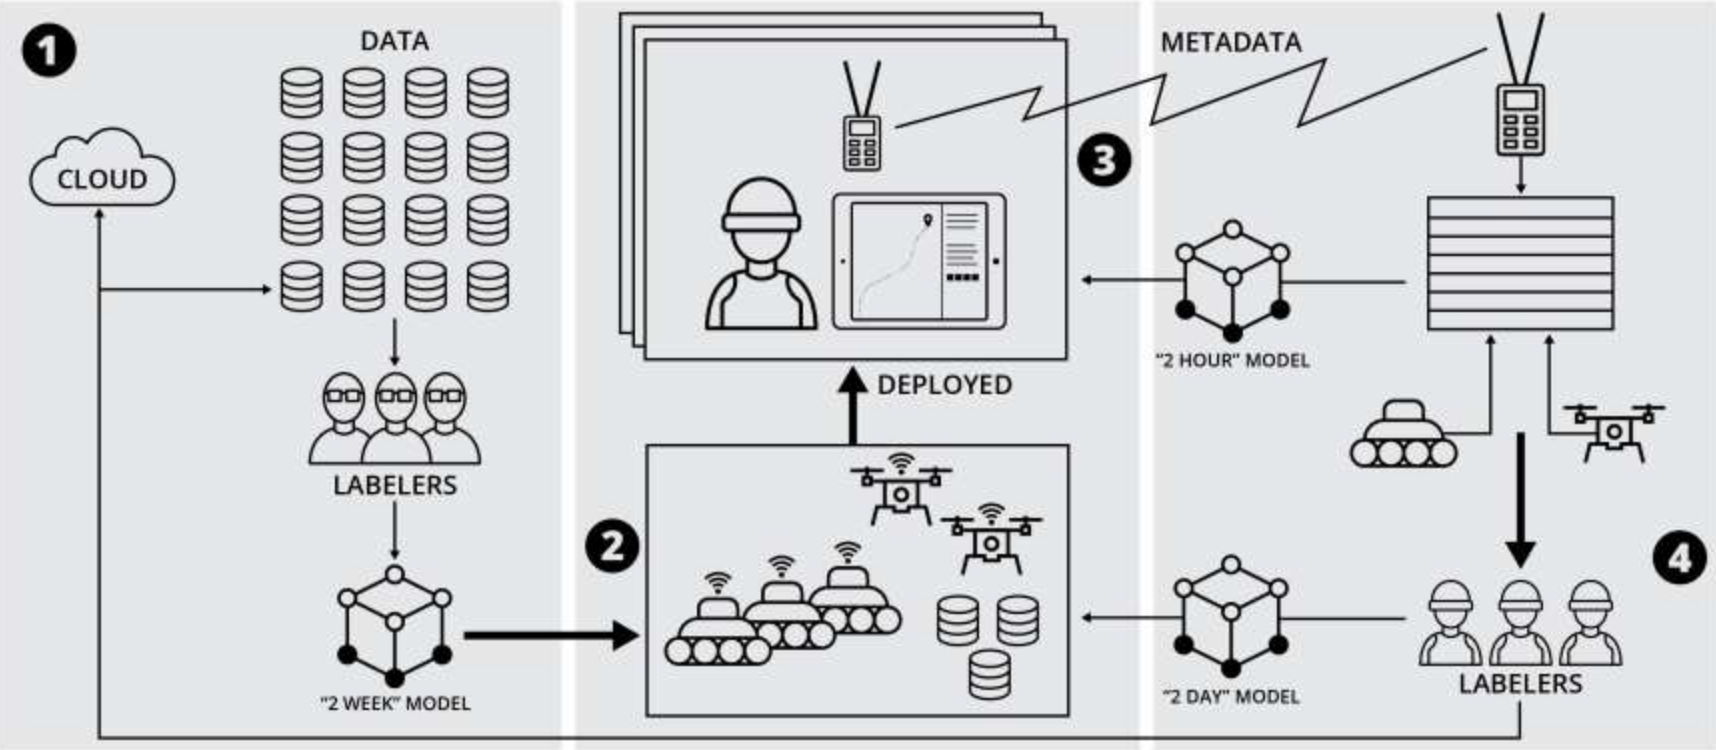 1
DATA
CLOUD
LABELERS
"2 WEEK" MODEL
2
DEPLOYED
3
METADATA
"2 HOUR" MODEL
4
"2 DAY" MODEL
LABELERS